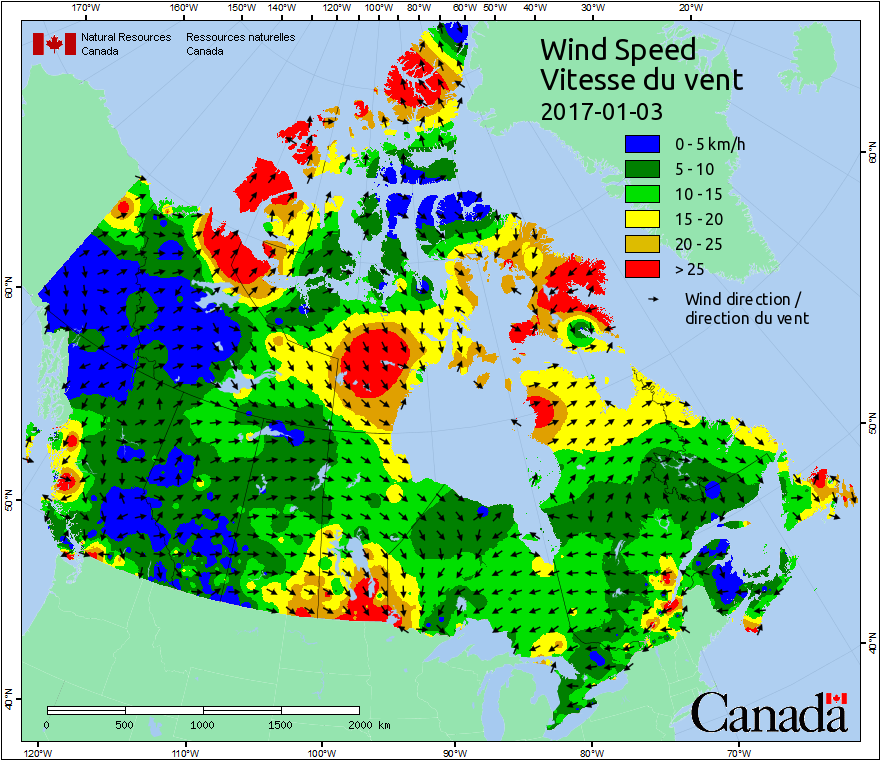 170°W 160°W 150°W 140°W 130°W 120°W 110°W 100°W 90°W 80°W 70°W 60°W 50°W 40°W 30°W 20°W
Natural Resources Ressources naturelles
Canada Canada
Wind Speed
Vitesse du vent
2017-01-03
0 - 5 km/h
5 - 10
10 - 15
15 - 20
20 - 25
> 25
Wind direction /
direction du vent
60°N
60°N
50°N
50°N
40°N
40°N
0 500 1000 1500 2000 km
Canada
120°W 110°W 100°W 90°W 80°W 70°W